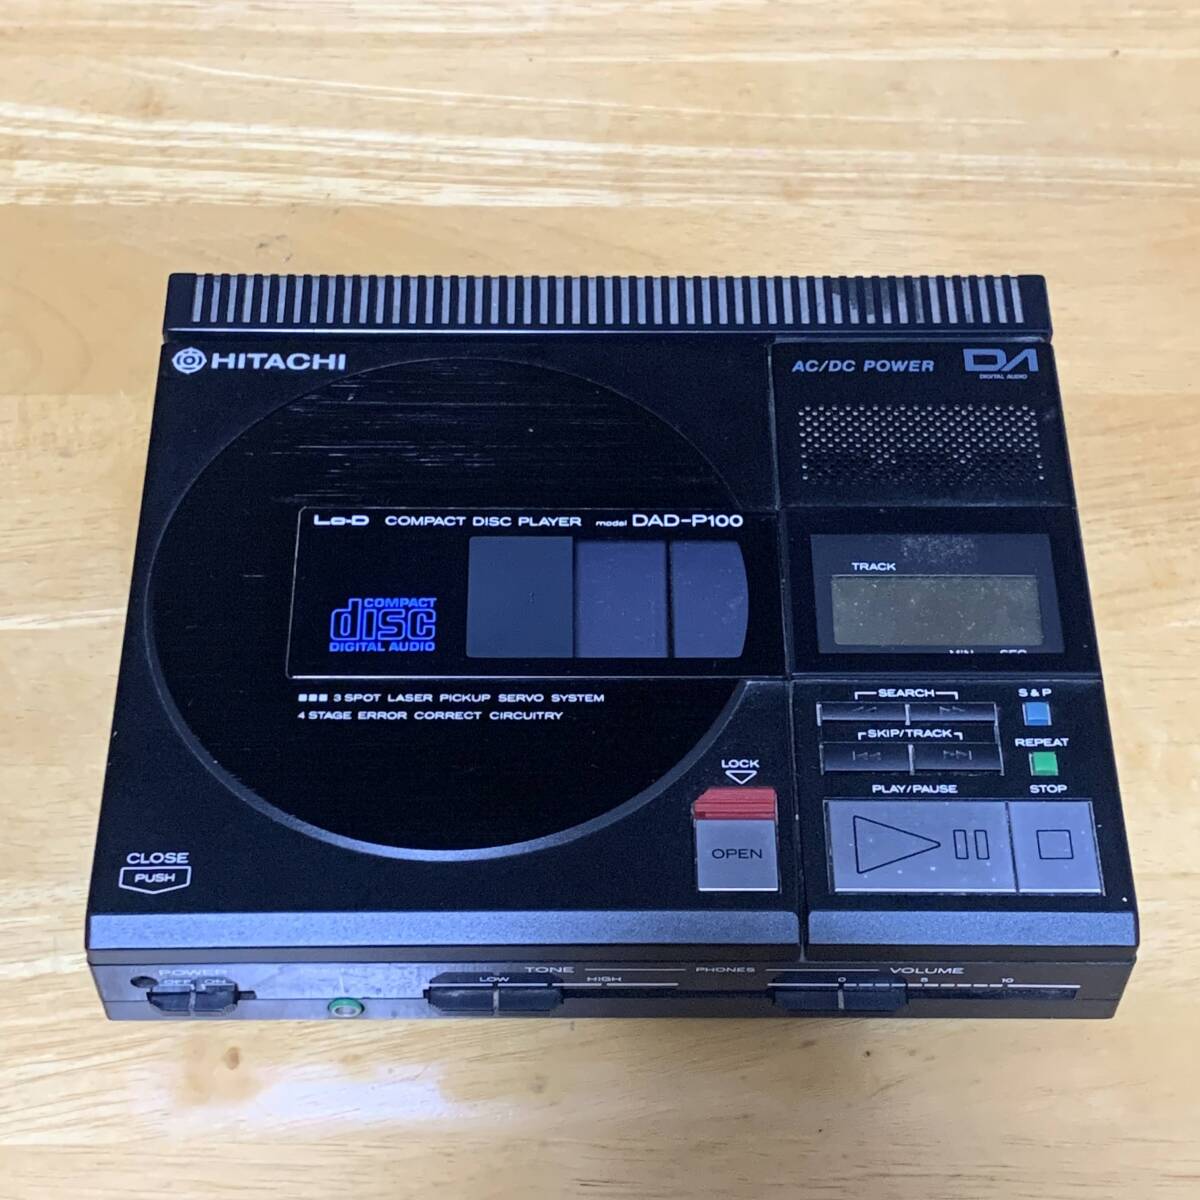 HITACHI
AC/DC POWER
DA
DIGITAL AUDIO
Lo-D COMPACT DISC PLAYER model DAD-P100
COMPACT
disc
DIGITAL AUDIO
3 SPOT LASER PICKUP SERVO SYSTEM
4 STAGE ERROR CORRECT CIRCUITRY
TRACK
MIN SEC
SEARCH
S & P
SKIP/TRACK
REPEAT
PLAY/PAUSE
STOP
LOCK
OPEN
CLOSE
PUSH
POWER
OFF ON
TONE
LOW HIGH
PHONES
VOLUME
0 5 10